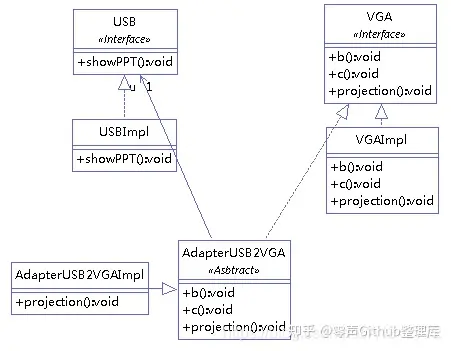 USB
«Interface»
+showPPT():void
VGA
«Interface»
+b():void
+c():void
+projection():void
u 1
USBImpl
+showPPT():void
VGAImpl
+b():void
+c():void
+projection():void
AdapterUSB2VGA
«Asbtract»
+b():void
+c():void
+projection():void
AdapterUSB2VGAImpl
+projection():void
知乎 @零声Github整理库